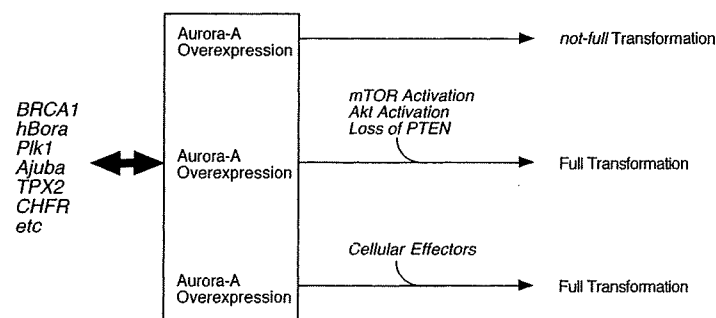 BRCA1
hBora
Plk1
Ajuba
TPX2
CHFR
etc
Aurora-A
Overexpression
not-full Transformation
mTOR Activation
Akt Activation
Loss of PTEN
Aurora-A
Overexpression
Full Transformation
Cellular Effectors
Aurora-A
Overexpression
Full Transformation